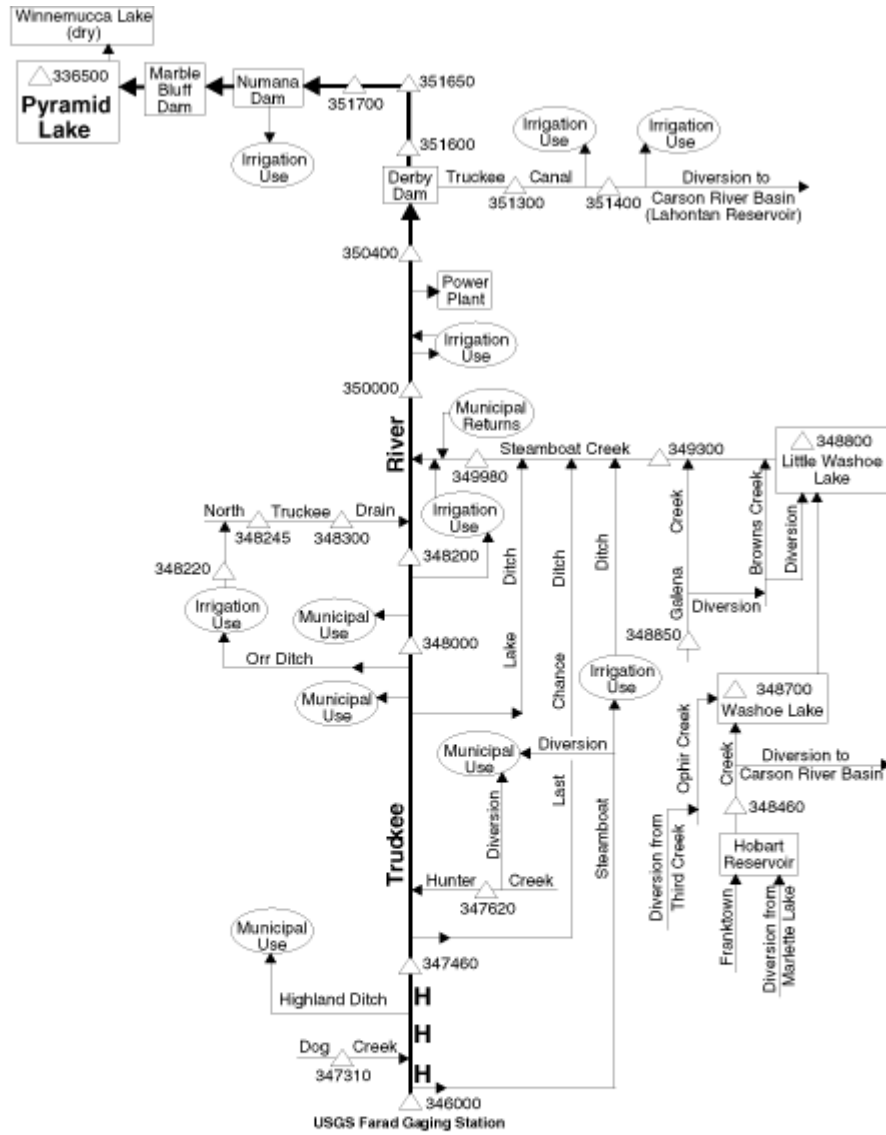 Winnemucca Lake
(dry)
336500
Pyramid
Lake
Marble
Bluff
Dam
Numana
Dam
351700
351650
Irrigation
Use
351600
Derby
Dam
Truckee
Canal
351300
Irrigation
Use
351400
Irrigation
Use
Diversion to
Carson River Basin
(Lahontan Reservoir)
350400
Power
Plant
Irrigation
Use
350000
Municipal
Returns
River
Steamboat Creek
349980
349300
348800
Little Washoe
Lake
North
Truckee
Drain
348245
348300
348220
Irrigation
Use
Irrigation
Use
348200
Municipal
Use
348000
Orr Ditch
Municipal
Use
Lake
Ditch
Last
Chance
Ditch
Steamboat
Ditch
Galena
Creek
Browns Creek
Diversion
Diversion
348850
Irrigation
Use
348700
Washoe Lake
Ophir Creek
Creek
Diversion to
Carson River Basin
348460
Hobart
Reservoir
Diversion from
Third Creek
Franktown
Diversion from
Marlette Lake
Municipal
Use
Diversion
Diversion
Truckee
Hunter
Creek
347620
Municipal
Use
347460
Highland Ditch
H
H
H
Dog
Creek
347310
346000
USGS Farad Gaging Station